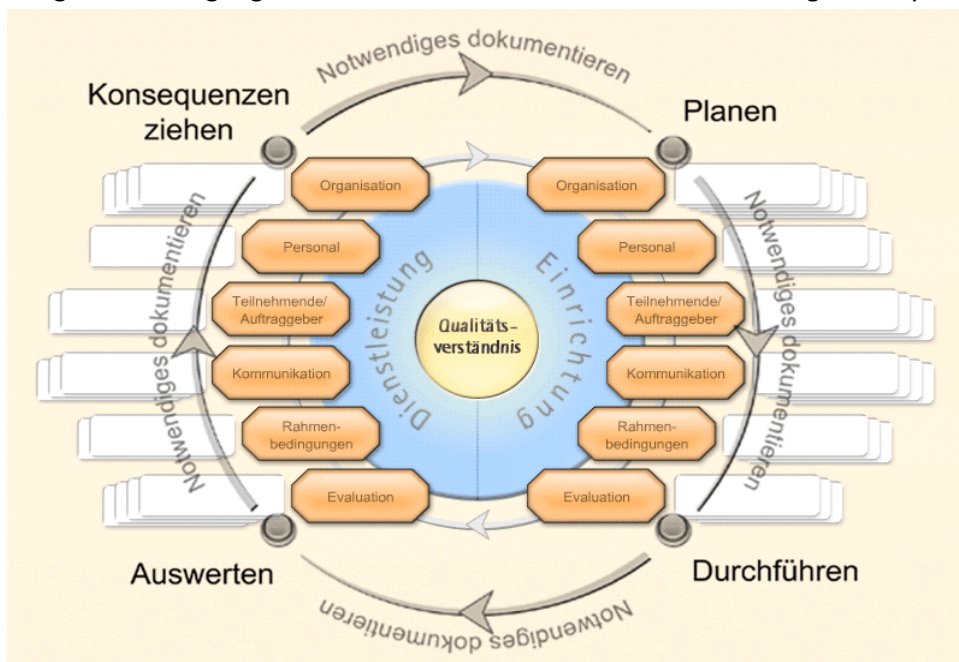 Notwendiges dokumentieren
Konsequenzen
ziehen
Planen
Notwendiges dokumentieren
Notwendiges dokumentieren
Organisation
Organisation
Personal
Personal
Teilnehmende/
Auftraggeber
Teilnehmende/
Auftraggeber
Dienstleistung
Einrichtung
Qualitäts-
verständnis
Kommunikation
Kommunikation
Rahmen-
bedingungen
Rahmen-
bedingungen
Evaluation
Evaluation
Auswerten
Durchführen
Notwendiges dokumentieren